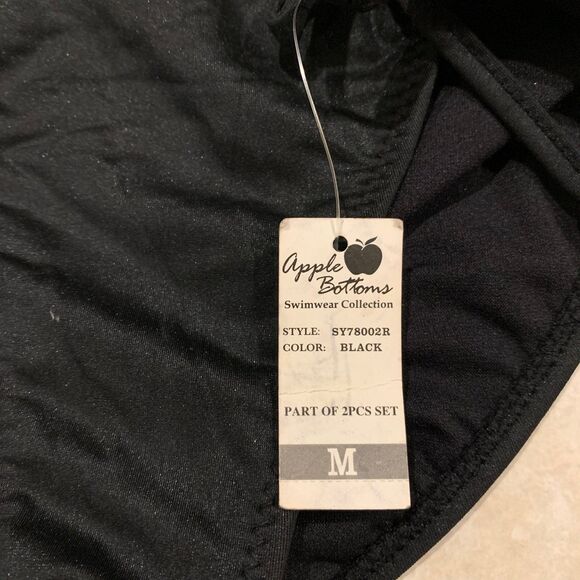 Apple
Bottoms
Swimwear Collection
STYLE: SY78002R
COLOR: BLACK
PART OF 2PCS SET
M